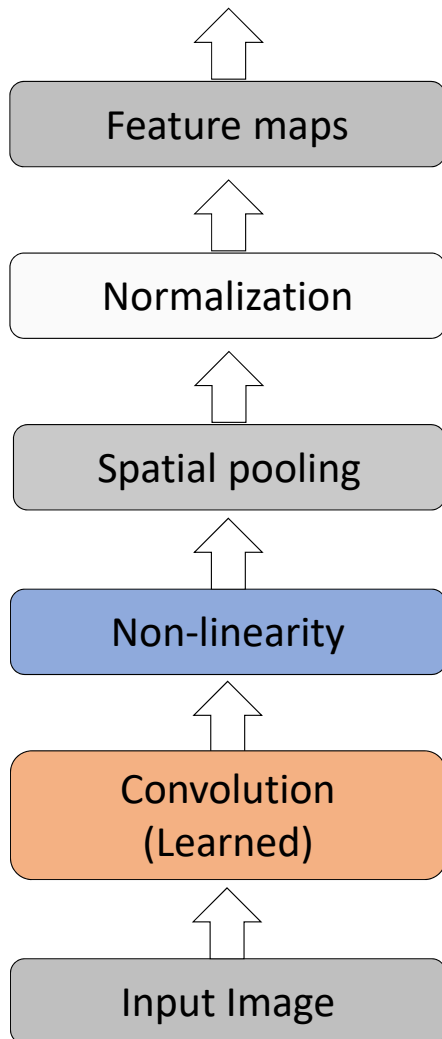 Feature maps
Normalization
Spatial pooling
Non-linearity
Convolution
(Learned)
Input Image